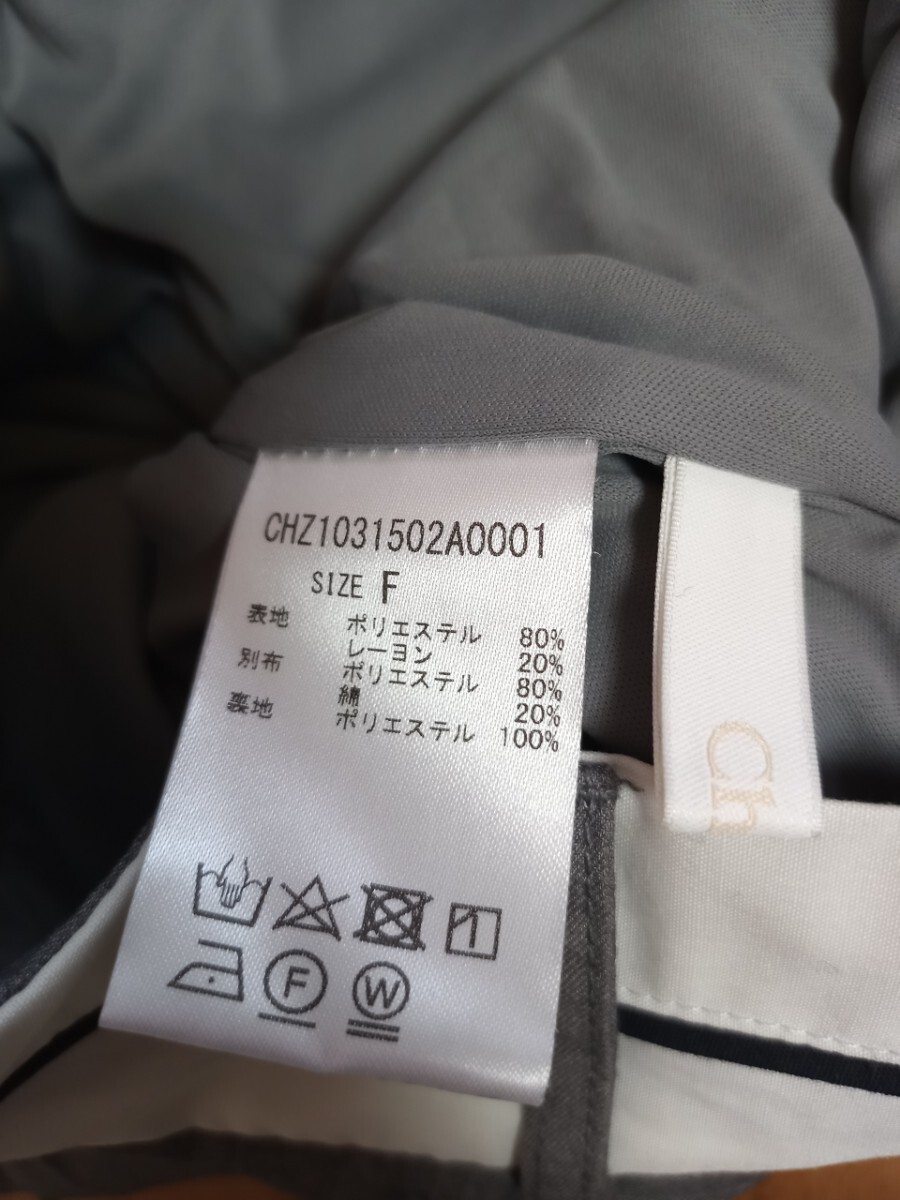 CHZ1031502A0001
SIZE F
表地 ポリエステル 80%
レーヨン 20%
別布 ポリエステル 80%
綿 20%
裏地 ポリエステル 100%
F
W